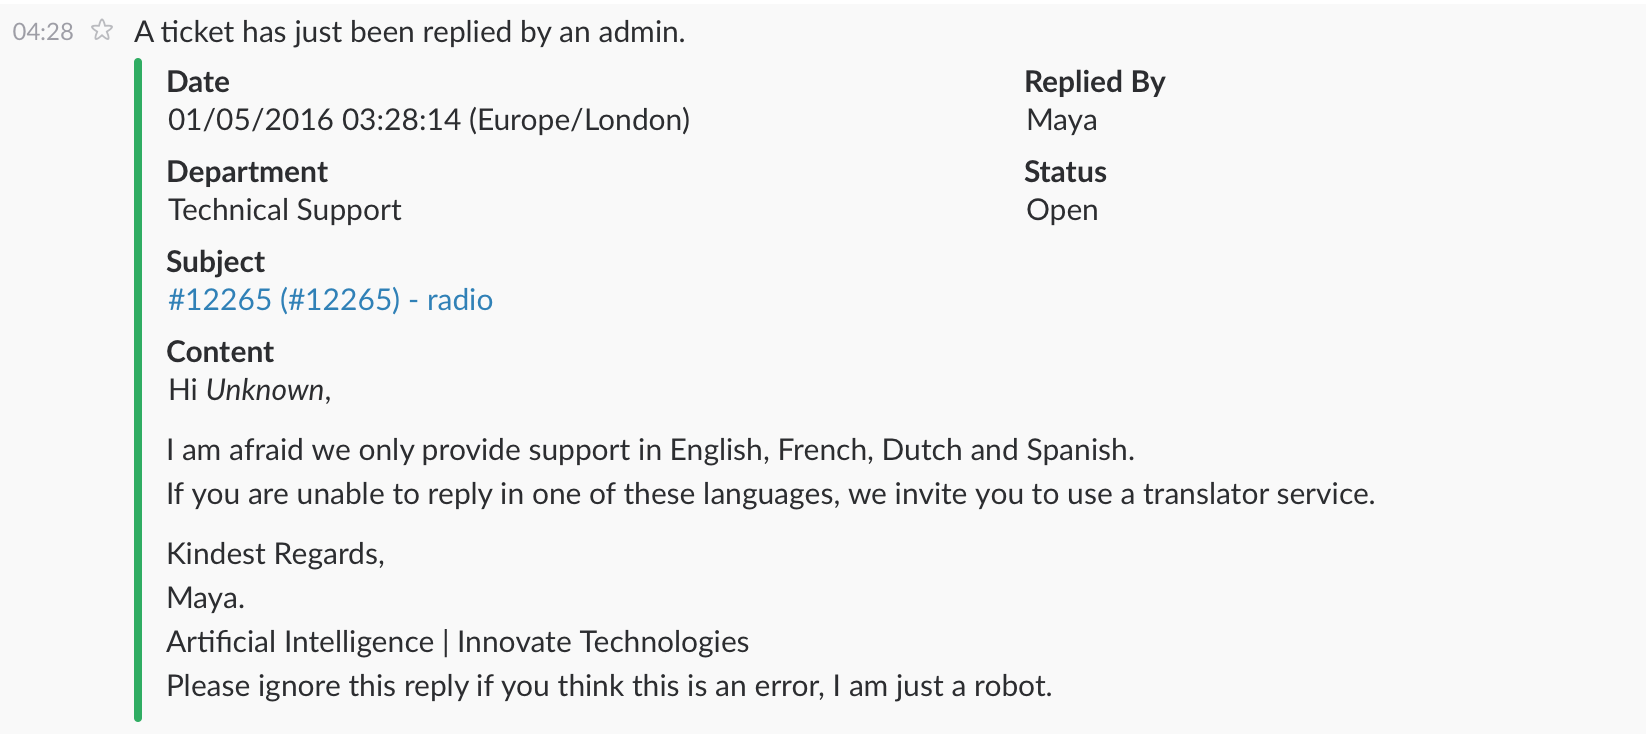 04:28 A ticket has just been replied by an admin.
Date
01/05/2016 03:28:14 (Europe/London)
Replied By
Maya
Department
Technical Support
Status
Open
Subject
#12265 (#12265) - radio
Content
Hi Unknown,
I am afraid we only provide support in English, French, Dutch and Spanish.
If you are unable to reply in one of these languages, we invite you to use a translator service.
Kindest Regards,
Maya.
Artificial Intelligence | Innovate Technologies
Please ignore this reply if you think this is an error, I am just a robot.